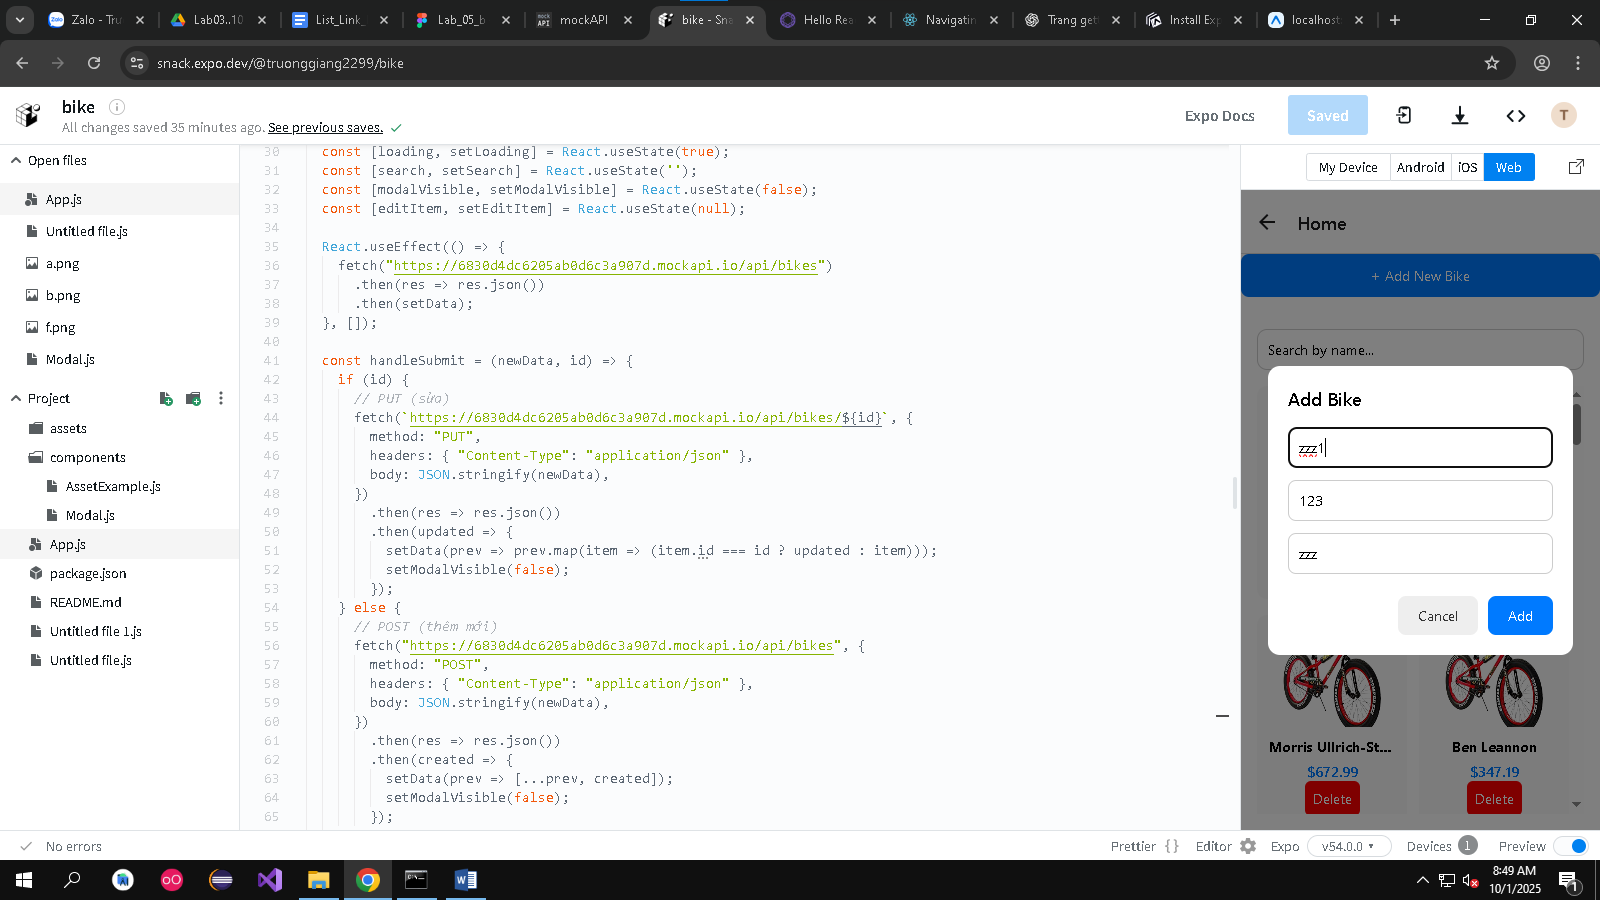 Zalo - Tru
Lab03..10
List_Link_
Lab_05_b
mock
API
mockAPI
bike - Sna
Hello Rea
Navigatin
Trang get
Install Exp
localhost
snack.expo.dev/@truonggiang2299/bike
bike
All changes saved 35 minutes ago. See previous saves.
Expo Docs
Saved
T
Open files
App.js
Untitled file.js
a.png
b.png
f.png
Modal.js
Project
assets
components
AssetExample.js
Modal.js
App.js
package.json
README.md
Untitled file 1.js
Untitled file.js
30 const [loading, setLoading] = React.useState(true);
31 const [search, setSearch] = React.useState('');
32 const [modalVisible, setModalVisible] = React.useState(false);
33 const [editItem, setEditItem] = React.useState(null);
34
35 React.useEffect(() => {
36 fetch("https://6830d4dc6205ab0d6c3a907d.mockapi.io/api/bikes")
37 .then(res => res.json())
38 .then(setData);
39 }, []);
40
41 const handleSubmit = (newData, id) => {
42 if (id) {
43 // PUT (sửa)
44 fetch(`https://6830d4dc6205ab0d6c3a907d.mockapi.io/api/bikes/${id}`, {
45 method: "PUT",
46 headers: { "Content-Type": "application/json" },
47 body: JSON.stringify(newData),
48 })
49 .then(res => res.json())
50 .then(updated => {
51 setData(prev => prev.map(item => (item.id === id ? updated : item)));
52 setModalVisible(false);
53 });
54 } else {
55 // POST (thêm mới)
56 fetch("https://6830d4dc6205ab0d6c3a907d.mockapi.io/api/bikes", {
57 method: "POST",
58 headers: { "Content-Type": "application/json" },
59 body: JSON.stringify(newData),
60 })
61 .then(res => res.json())
62 .then(created => {
63 setData(prev => [...prev, created]);
64 setModalVisible(false);
65 });
My Device
Android
iOS
Web
Home
+ Add New Bike
Search by name...
Add Bike
zzz1
123
zzz
Cancel
Add
Morris Ullrich-St...
Ben Leannon
$672.99
$347.19
Delete
Delete
No errors
Prettier {}
Editor
Expo
v54.0.0
Devices
1
Preview
8:49 AM
10/1/2025
1